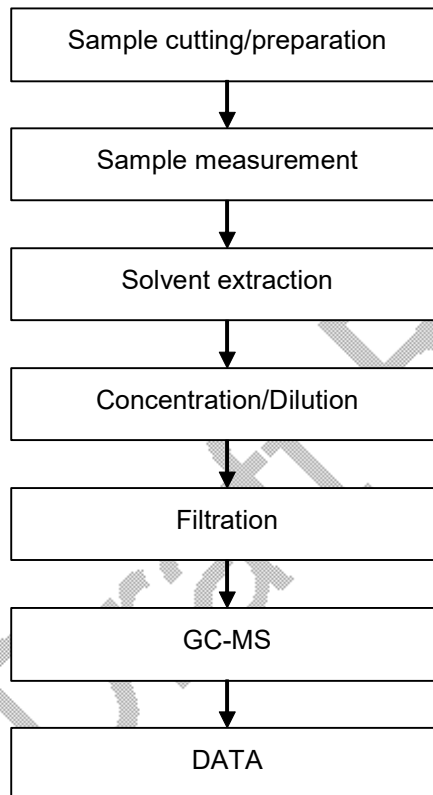 Sample cutting/preparation
Sample measurement
Solvent extraction
Concentration/Dilution
Filtration
GC-MS
DATA